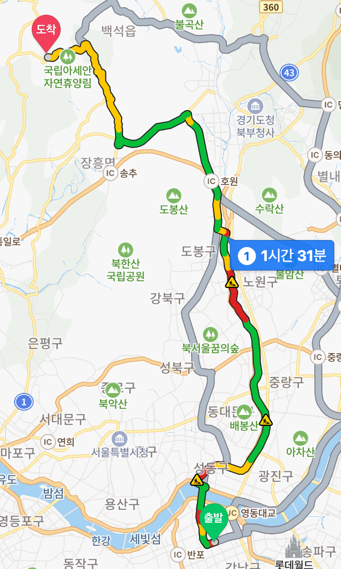 백석읍
불곡산
360
도착
국립아세안
자연휴양림
43
경기도청
북부청사
장흥면
IC 송추
IC 호원
IC
IC 동의
별내
도봉산
수락산
통일로
도봉구
1 1시간 31분
북한산
국립공원
노원구
불암산
강북구
북서울꿈의숲
은평구
성북구
IC 중랑
중랑구
1
북악산
서대문구
동대문
배봉산
IC 연희
마포구
서울특별시청
아차산
성동구
광진구
밤섬
용산구
IC 영동대교
영등포구
출발
한강
세빛섬
IC 반포
송파구
동작구
강남구
롯데월드